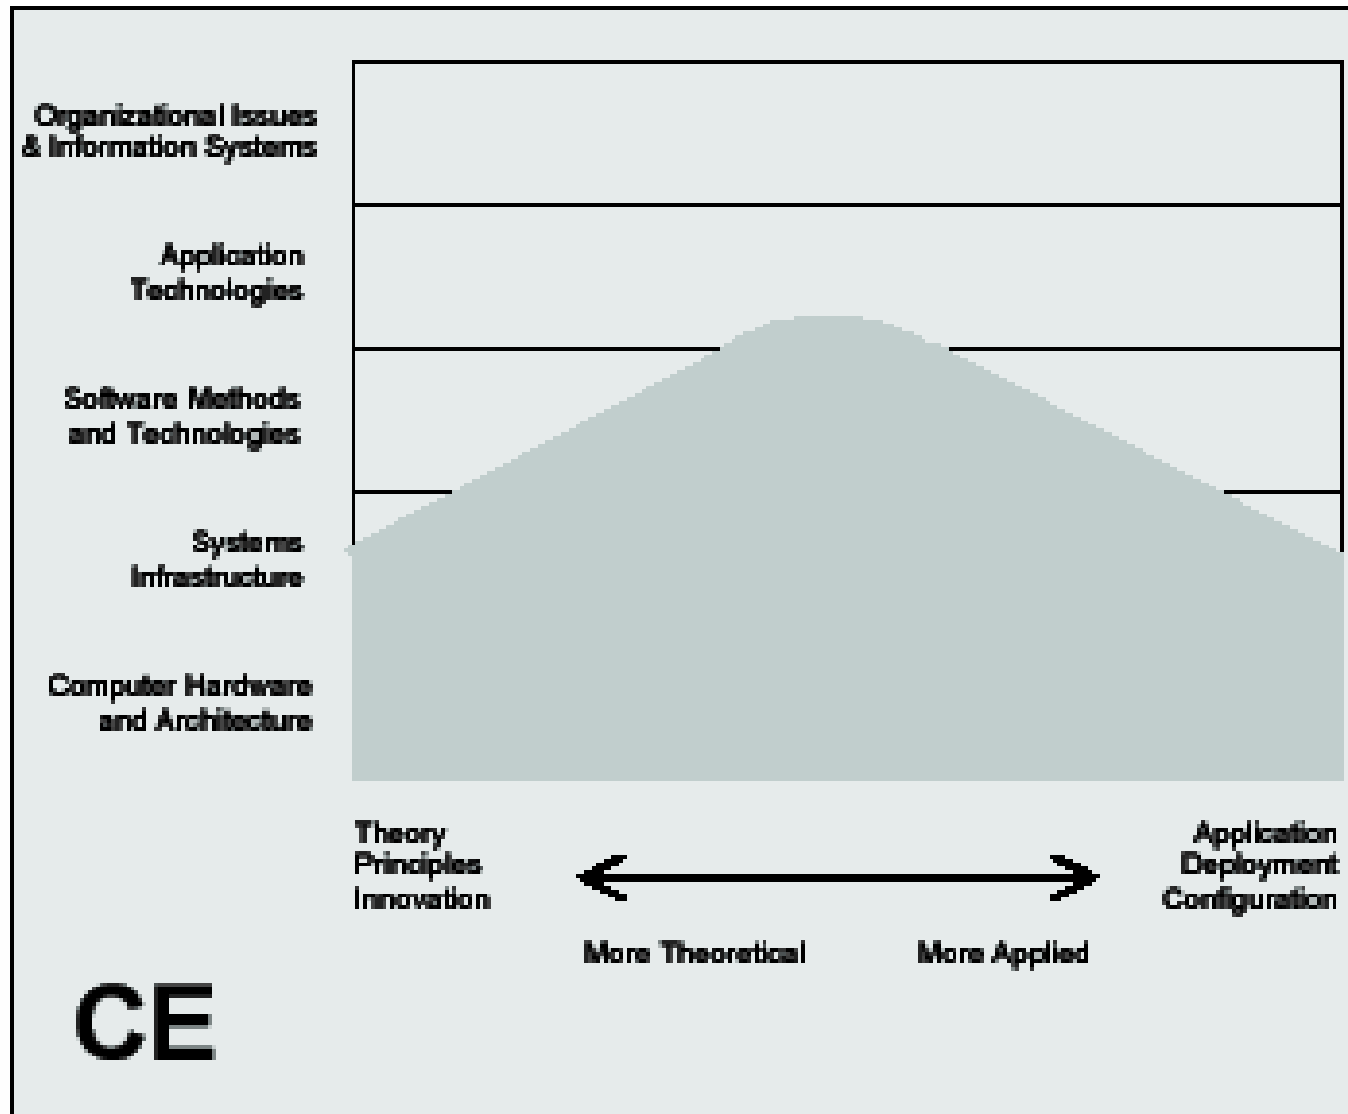 Organizational Issues
& Information Systems
Application
Technologies
Software Methods
and Technologies
Systems
Infrastructure
Computer Hardware
and Architecture
Theory
Principles
Innovation
Application
Deployment
Configuration
More Theoretical
More Applied
CE